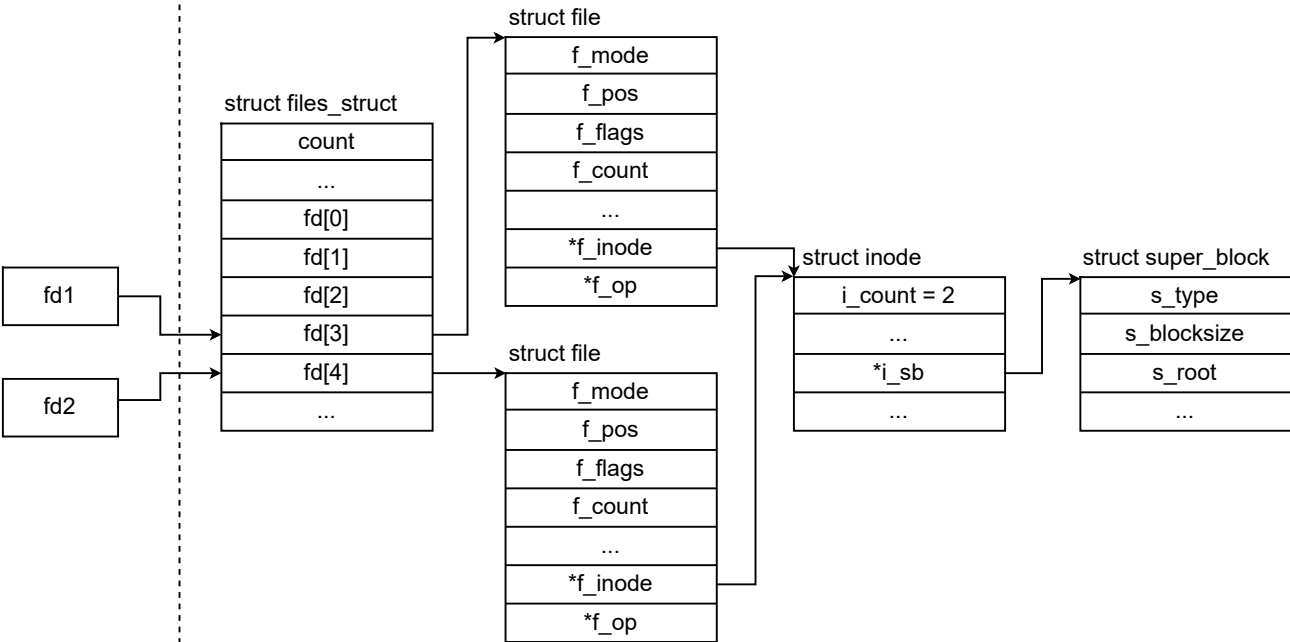 fd1
fd2
struct files_struct
count
...
fd[0]
fd[1]
fd[2]
fd[3]
fd[4]
...
struct file
f_mode
f_pos
f_flags
f_count
...
*f_inode
*f_op
struct file
f_mode
f_pos
f_flags
f_count
...
*f_inode
*f_op
struct inode
i_count = 2
...
*i_sb
...
struct super_block
s_type
s_blocksize
s_root
...